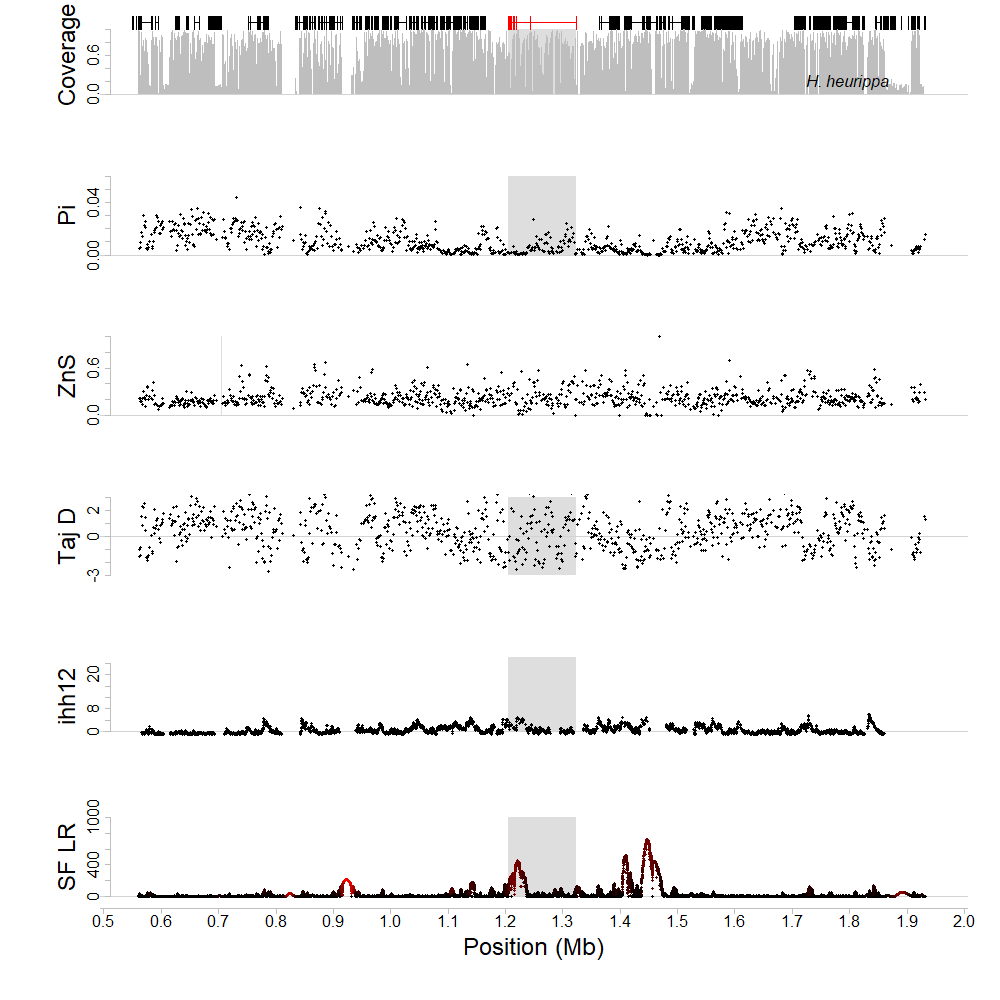 Coverage
0.0 0.6
H. heurippa
Pi
0.00 0.04
ZnS
0.0 0.6
Taj D
-3 0 2
ihh12
0 8 20
SF LR
0 400 1000
0.5 0.6 0.7 0.8 0.9 1.0 1.1 1.2 1.3 1.4 1.5 1.6 1.7 1.8 1.9 2.0
Position (Mb)